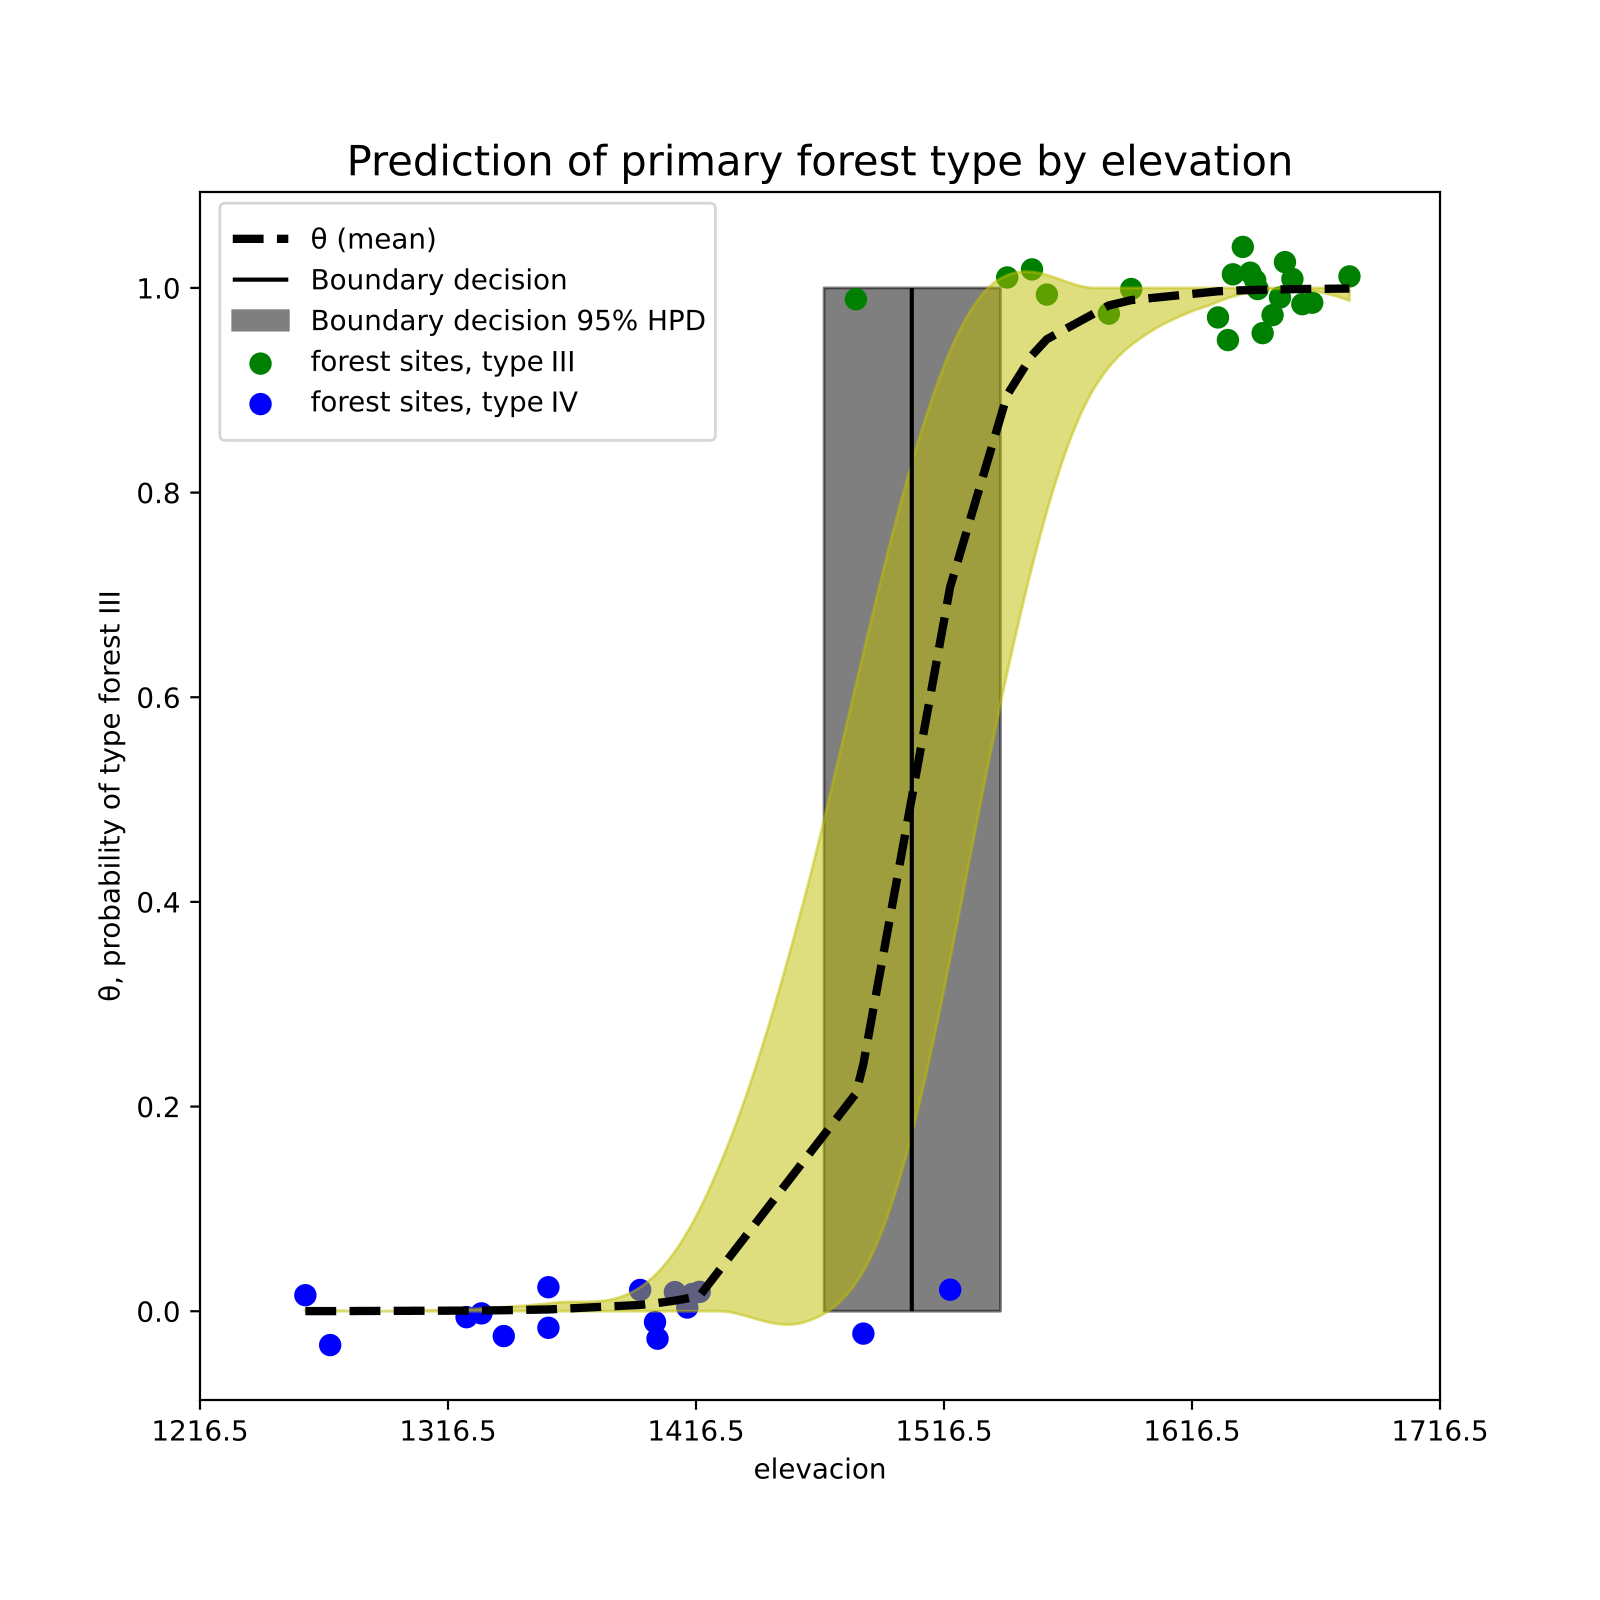 Prediction of primary forest type by elevation
θ (mean)
Boundary decision
Boundary decision 95% HPD
forest sites, type III
forest sites, type IV
1.0
0.8
0.6
0.4
0.2
0.0
θ, probability of type forest III
1216.5 1316.5 1416.5 1516.5 1616.5 1716.5
elevacion